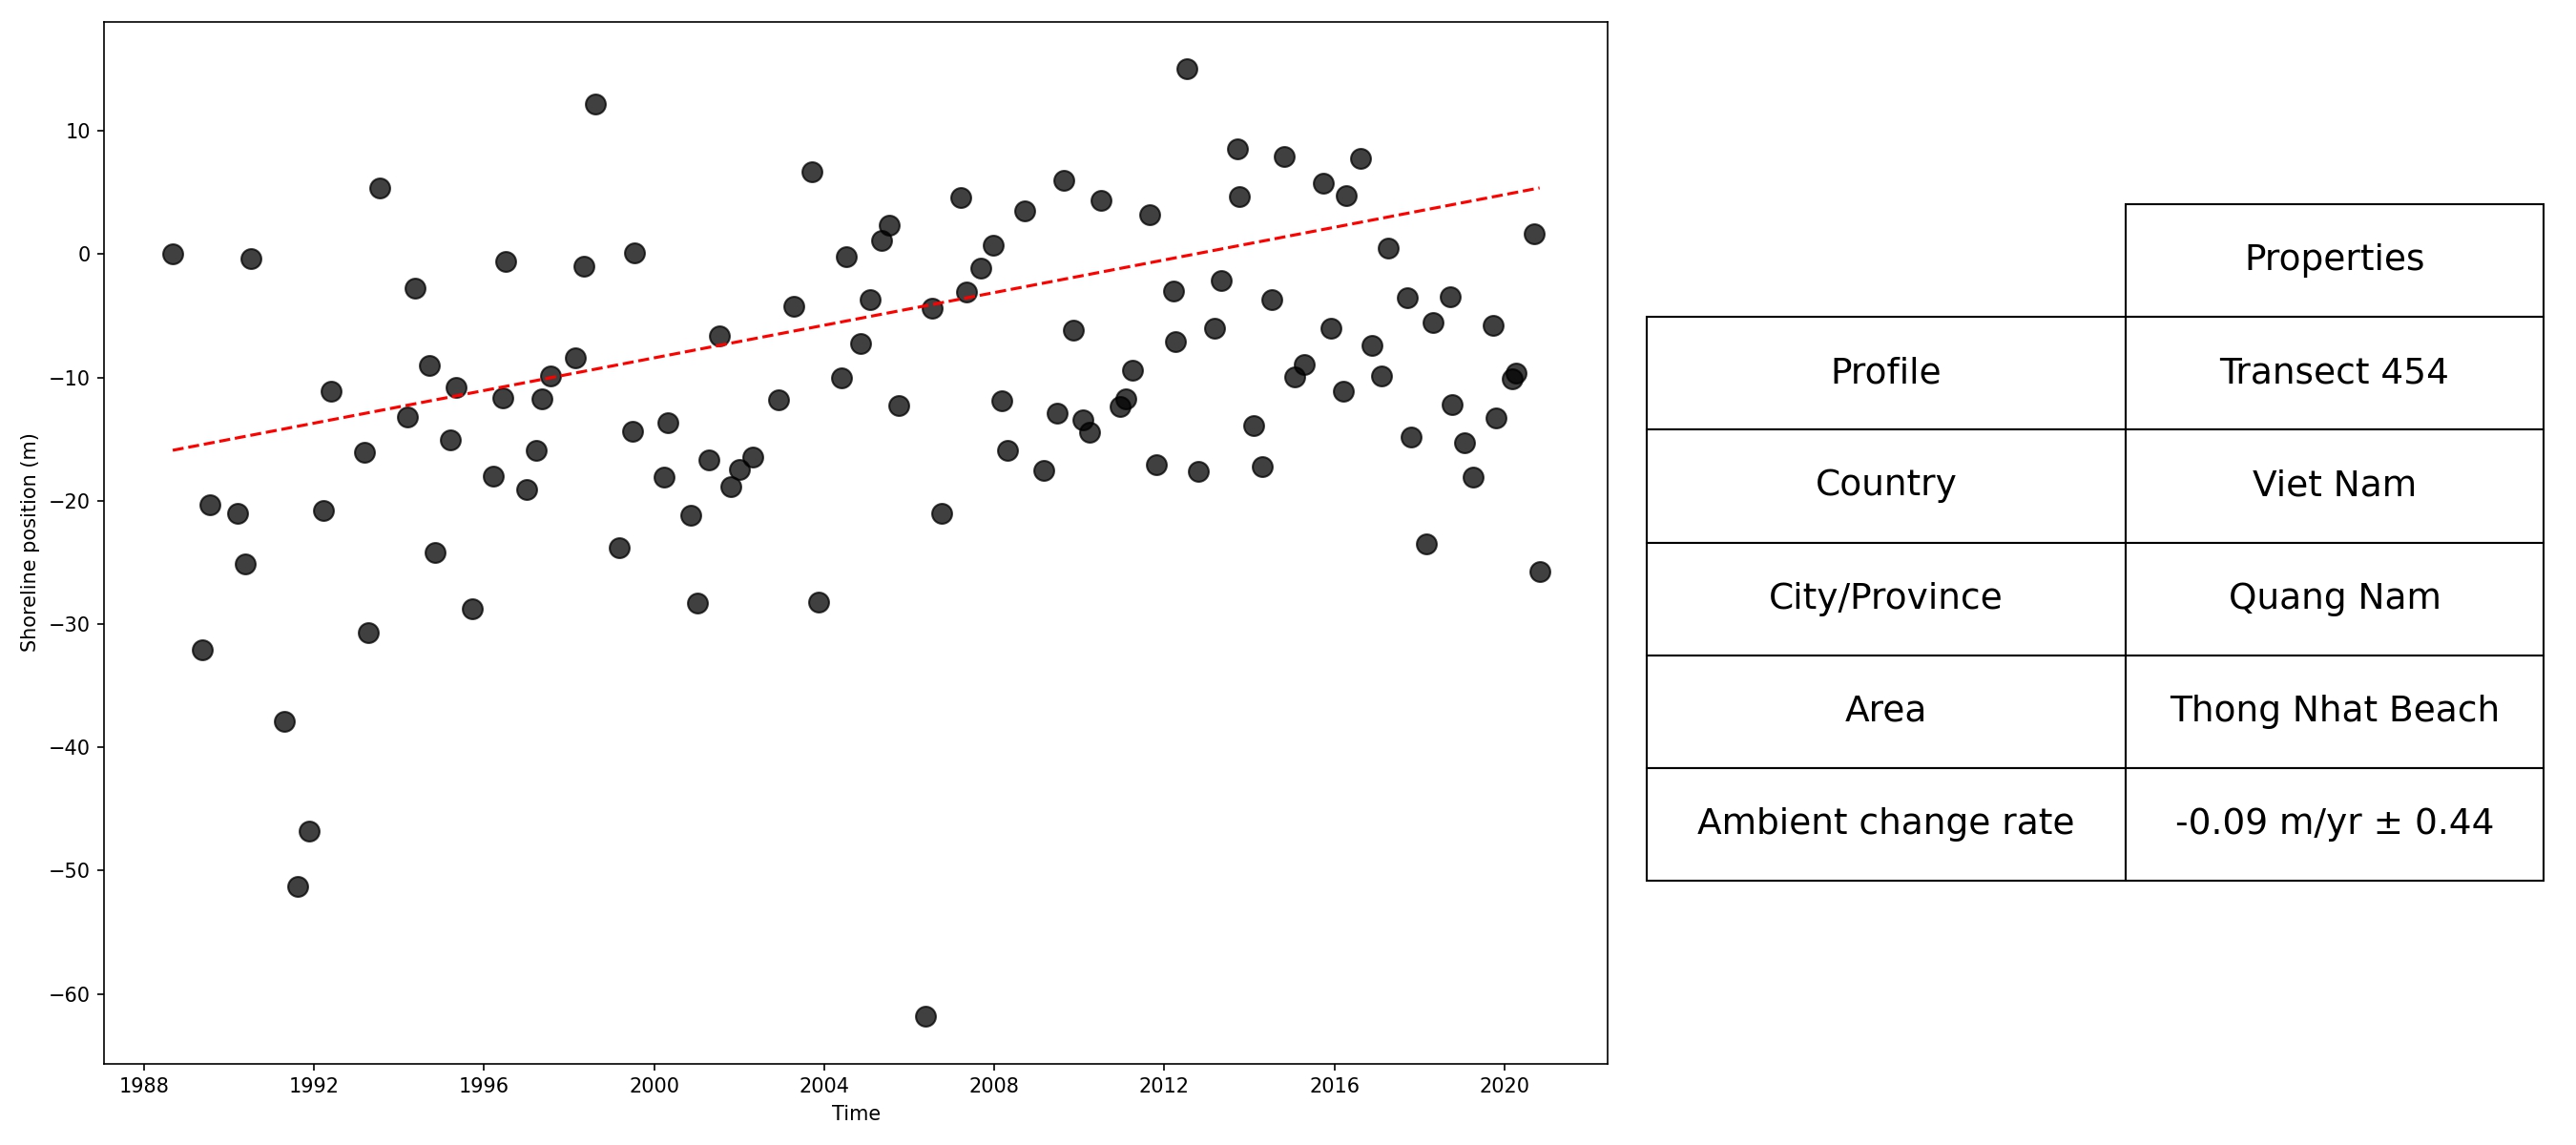 10
0
−10
−20
−30
−40
−50
−60
Shoreline position (m)
1988 1992 1996 2000 2004 2008 2012 2016 2020
Time
Properties
Profile Transect 454
Country Viet Nam
City/Province Quang Nam
Area Thong Nhat Beach
Ambient change rate -0.09 m/yr ± 0.44